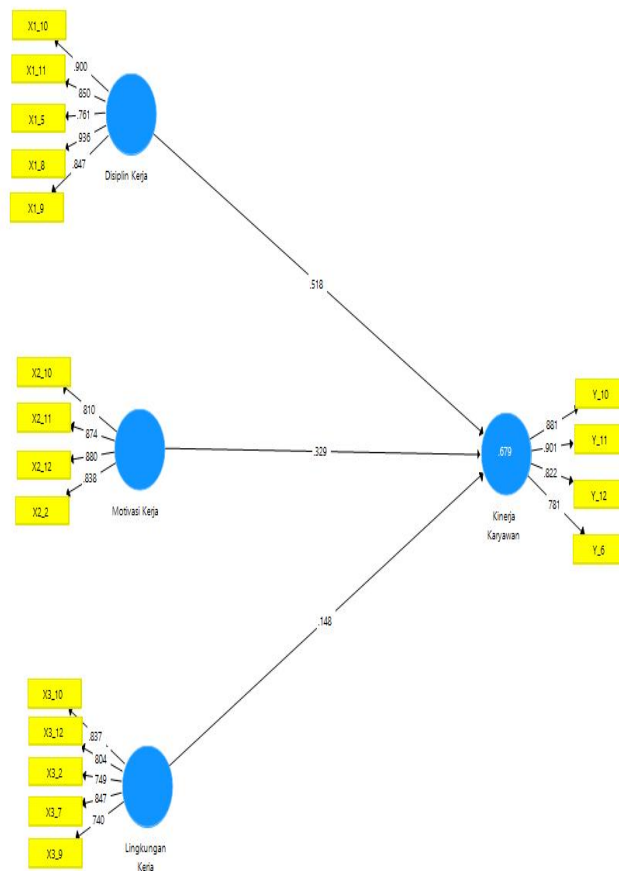 X1_10
X1_11
X1_5
X1_8
X1_9
.900
850
.761
.936
.847
Disiplin Kerja
.518
X2_10
X2_11
X2_12
X2_2
810
874
880
.838
Motivasi Kerja
.329
X3_10
X3_12
X3_2
X3_7
X3_9
.837
804
749
847
740
Lingkungan
Kerja
.148
.679
Kinerja
Karyawan
881
.901
.822
781
Y_10
Y_11
Y_12
Y_6